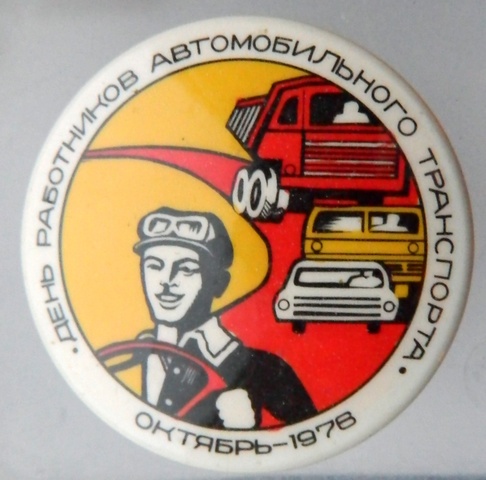 ·ДЕНЬ РАБОТНИКОВ АВТОМОБИЛЬНОГО ТРАНСПОРТА·
ОКТЯБРЬ-1976